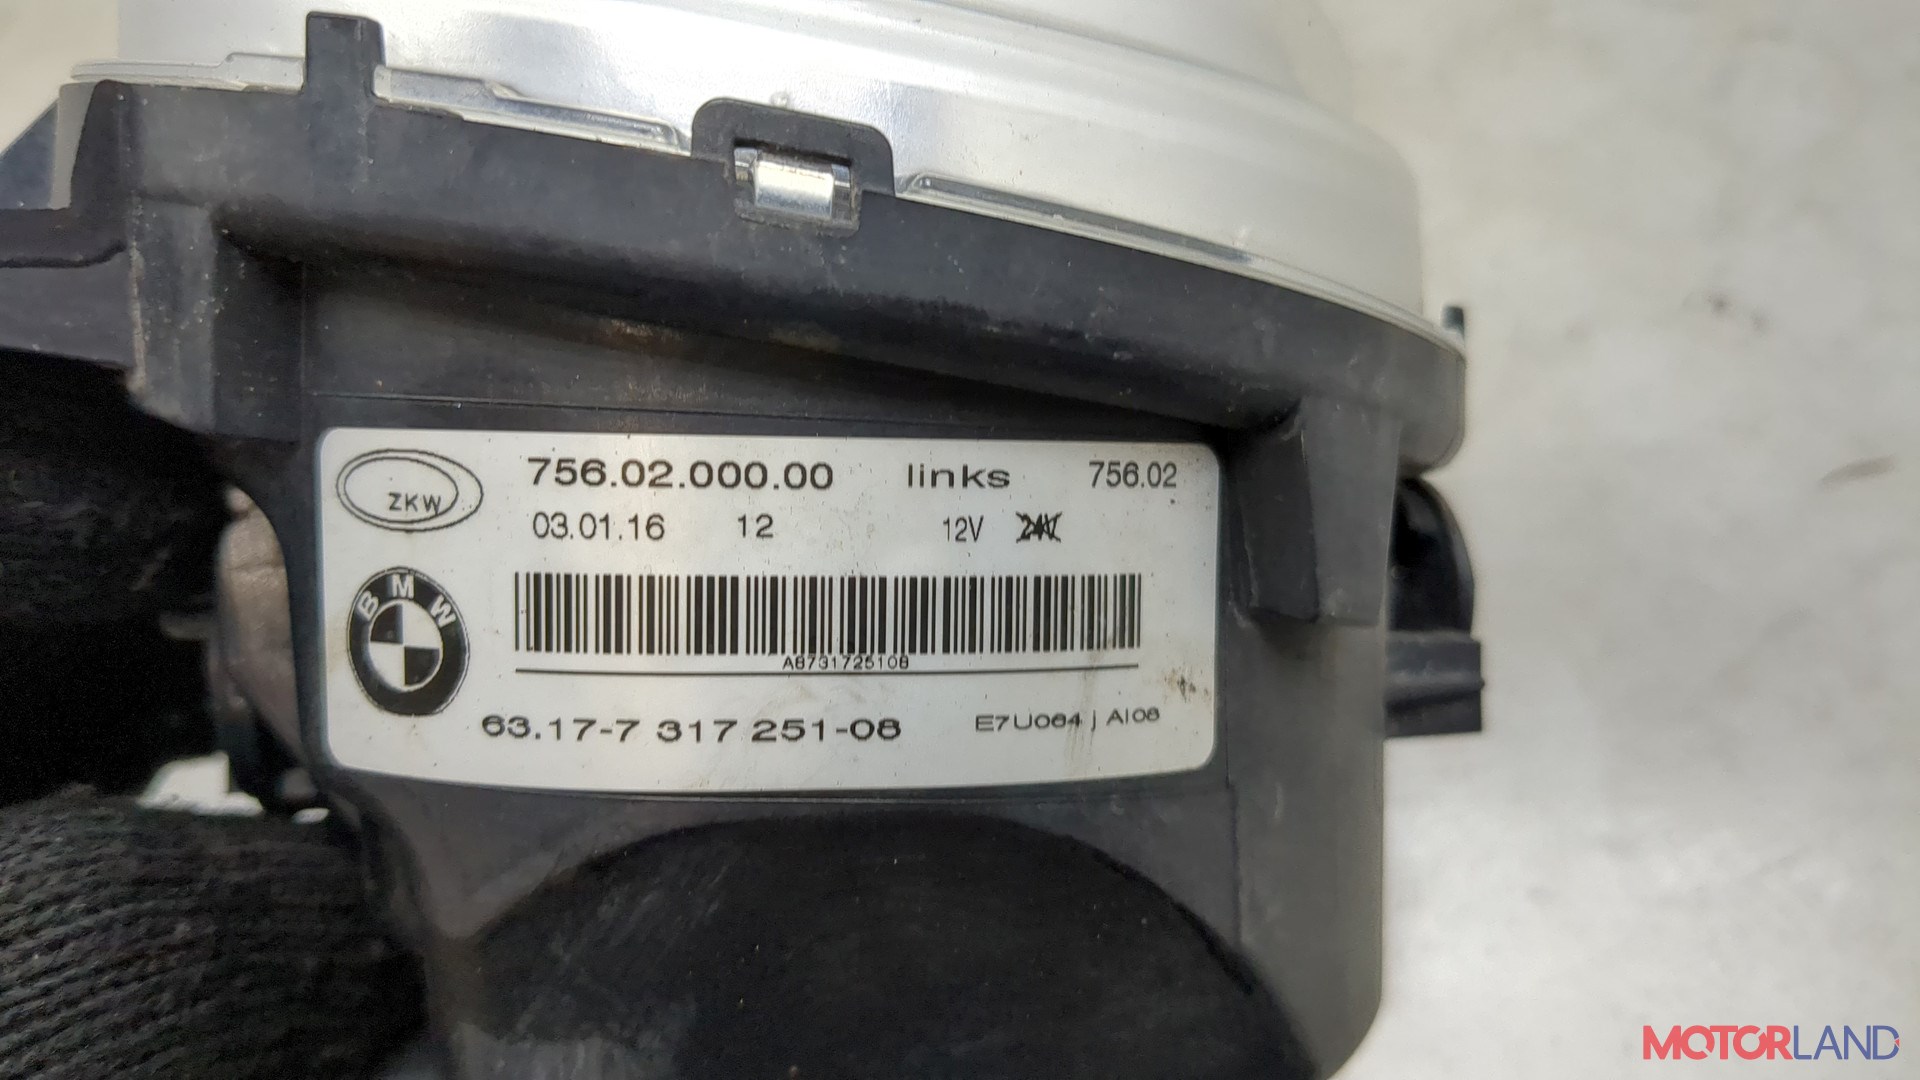 ZKW
756.02.000.00 links 756.02
03.01.16 12 12V 24V
BMW
A8731725108
63.17-7 317 251-08 E7U064 j AI08
MOTORLAND